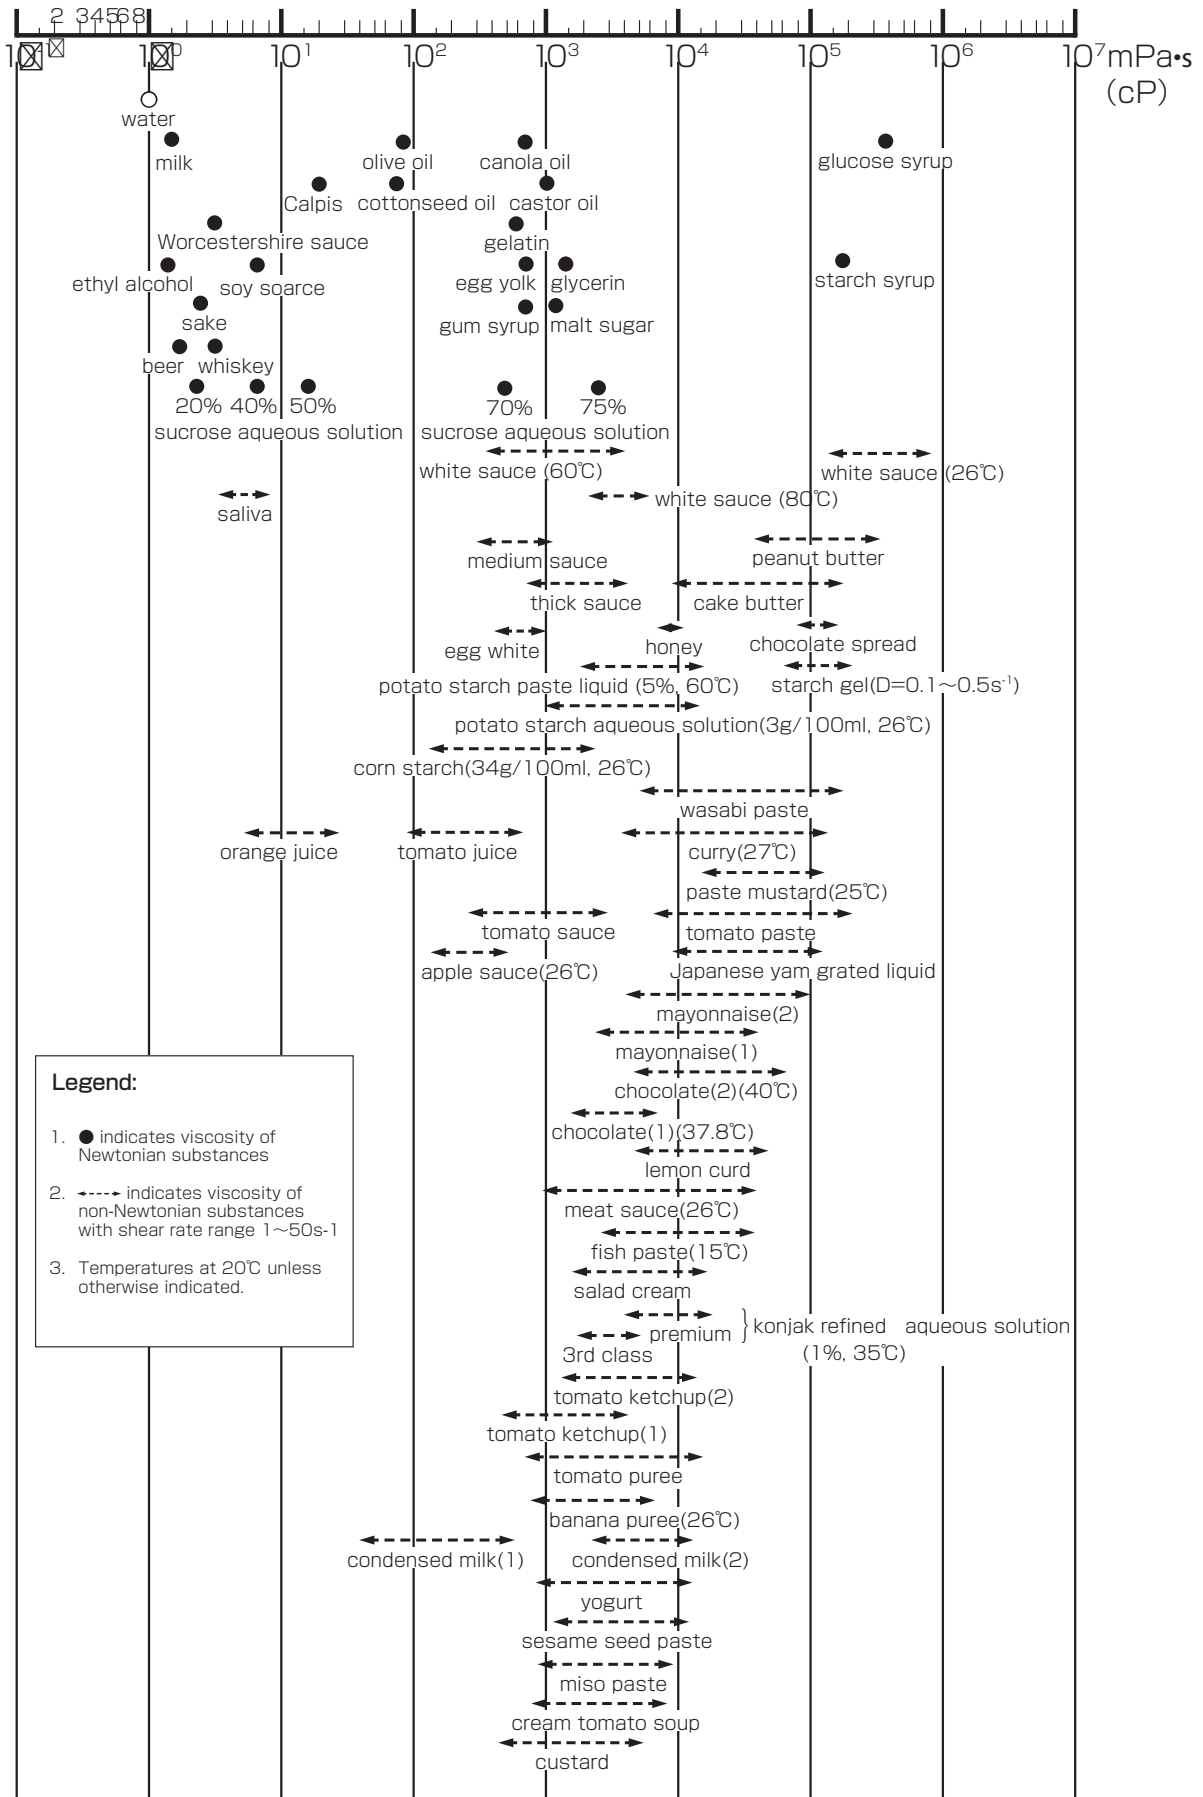 2 3 4 5 6 8
10⁰ 10¹ 10² 10³ 10⁴ 10⁵ 10⁶ 10⁷ mPa•s
(cP)
water
milk olive oil canola oil glucose syrup
Calpis cottonseed oil castor oil
Worcestershire sauce gelatin
ethyl alcohol soy soarce egg yolk glycerin starch syrup
sake gum syrup malt sugar
beer whiskey
20% 40% 50% 70% 75%
sucrose aqueous solution sucrose aqueous solution
white sauce (60℃) white sauce (26℃)
white sauce (80℃)
saliva
medium sauce peanut butter
thick sauce cake butter
egg white honey chocolate spread
potato starch paste liquid (5%, 60℃) starch gel(D=0.1～0.5s⁻¹)
potato starch aqueous solution(3g/100ml, 26℃)
corn starch(34g/100ml, 26℃)
wasabi paste
orange juice tomato juice curry(27℃)
paste mustard(25℃)
tomato sauce tomato paste
apple sauce(26℃) Japanese yam grated liquid
mayonnaise(2)
mayonnaise(1)
chocolate(2)(40℃)
chocolate(1)(37.8℃)
lemon curd
meat sauce(26℃)
fish paste(15℃)
salad cream
premium } konjak refined aqueous solution
3rd class (1%, 35℃)
tomato ketchup(2)
tomato ketchup(1)
tomato puree
banana puree(26℃)
condensed milk(1) condensed milk(2)
yogurt
sesame seed paste
miso paste
cream tomato soup
custard
Legend:
1. ● indicates viscosity of
Newtonian substances
2. ◄----► indicates viscosity of
non-Newtonian substances
with shear rate range 1～50s-1
3. Temperatures at 20℃ unless
otherwise indicated.